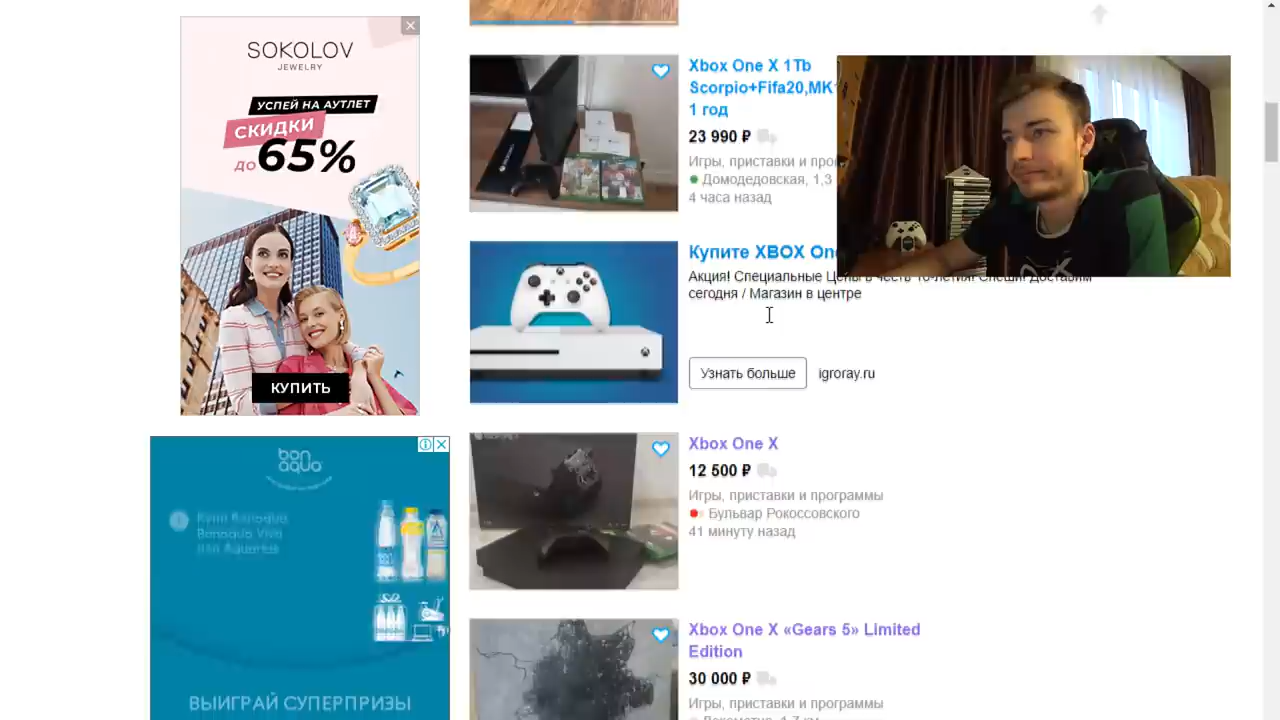 SOKOLOV
JEWELRY
УСПЕЙ НА АУТЛЕТ
СКИДКИ
ДО 65%
КУПИТЬ
bon
aqua
ВЫИГРАЙ СУПЕРПРИЗЫ
Xbox One X 1Tb
Scorpio+Fifa20,MK
1 год
23 990 ₽
Игры, приставки и
Домодедовская, 1,3
4 часа назад
Купите XBOX One
Акция! Специальные Цены в честь 10-летия! Спеши! Доставим
сегодня / Магазин в центре
Узнать больше
igroray.ru
Xbox One X
12 500 ₽
Игры, приставки и программы
Бульвар Рокоссовского
41 минуту назад
Xbox One X «Gears 5» Limited
Edition
30 000 ₽
Игры, приставки и программы